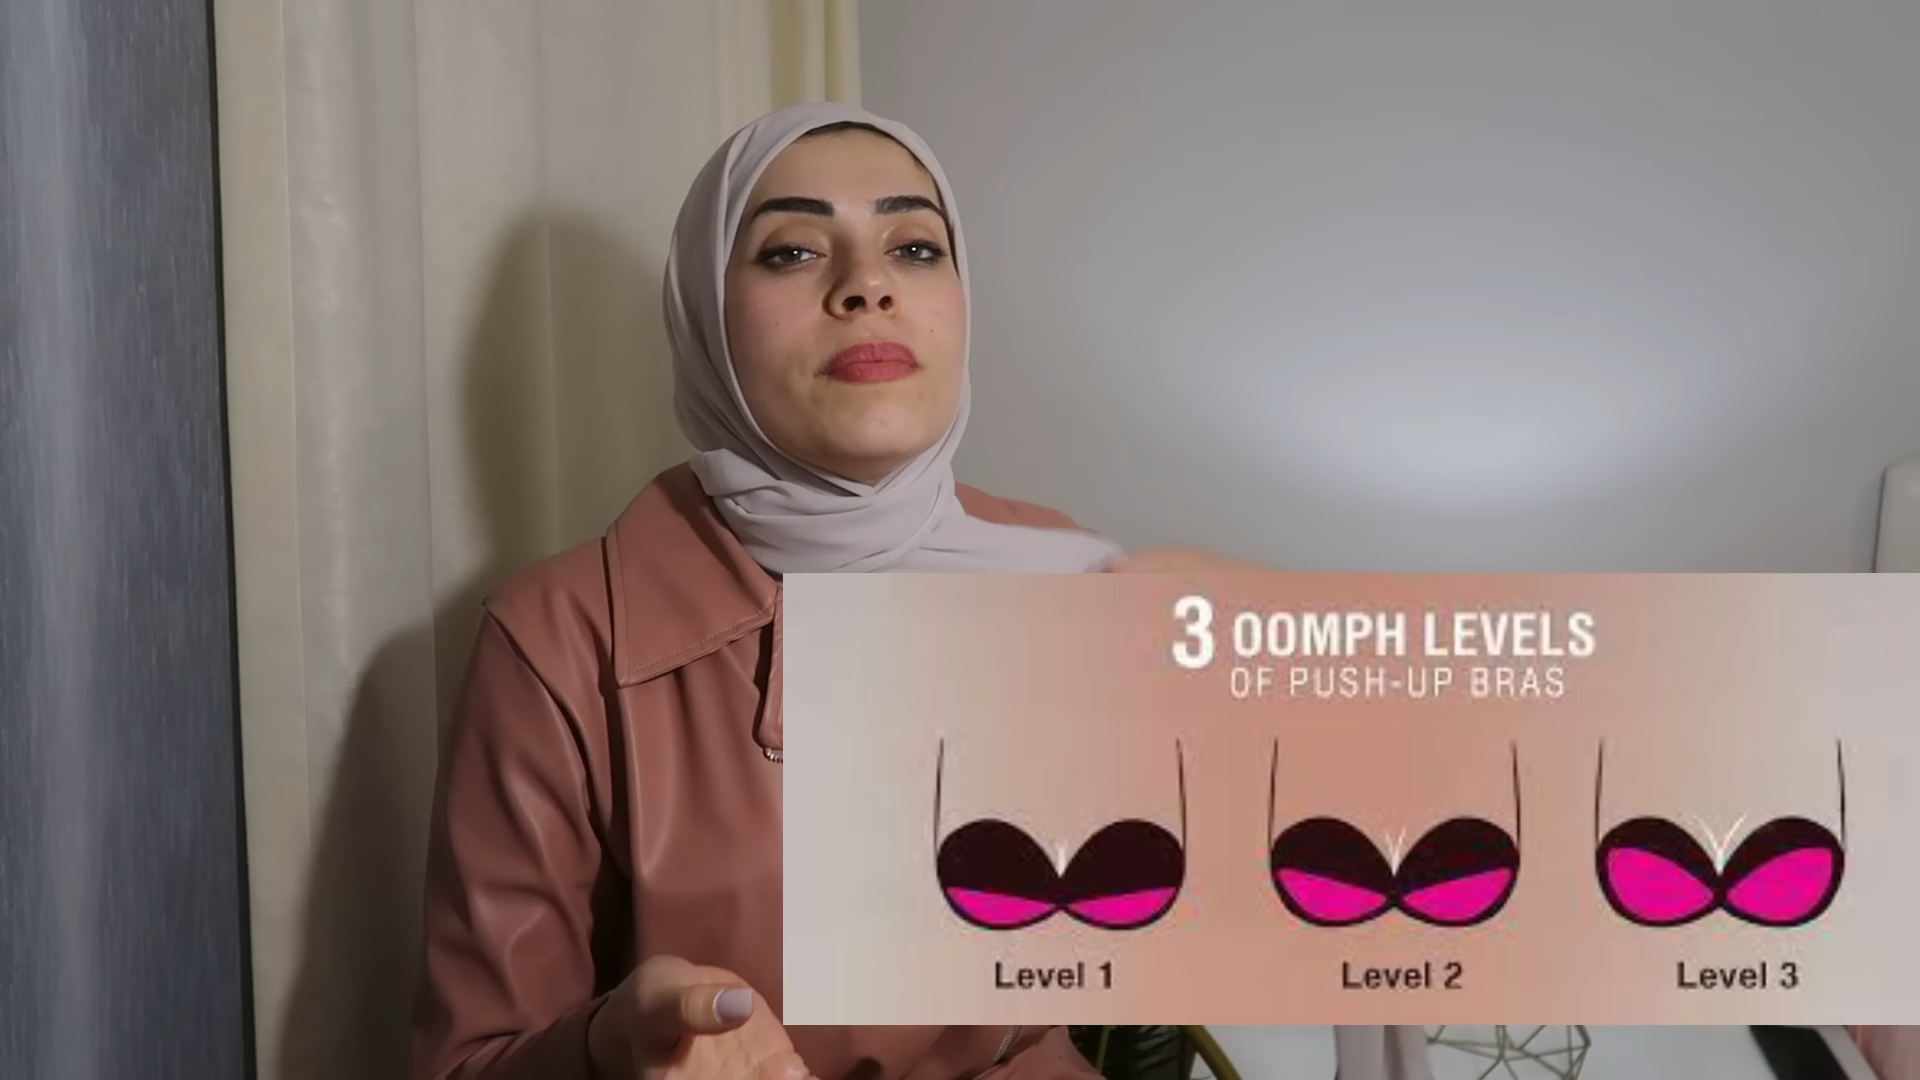 3 OOMPH LEVELS
OF PUSH-UP BRAS
Level 1
Level 2
Level 3